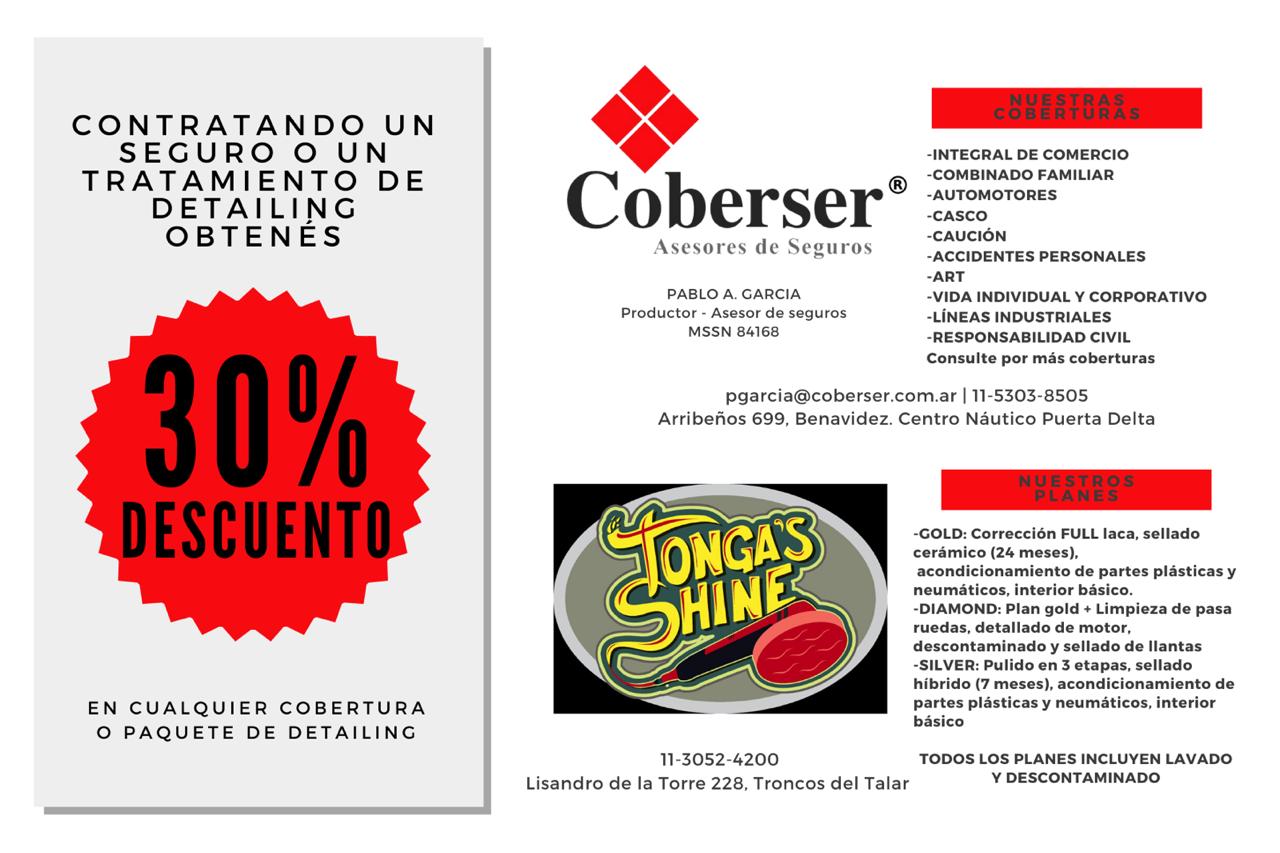 CONTRATANDO UN
SEGURO O UN
TRATAMIENTO DE
DETAILING
OBTENÉS
30%
DESCUENTO
EN CUALQUIER COBERTURA
O PAQUETE DE DETAILING
Coberser®
Asesores de Seguros
PABLO A. GARCIA
Productor - Asesor de seguros
MSSN 84168
NUESTRAS
COBERTURAS
-INTEGRAL DE COMERCIO
-COMBINADO FAMILIAR
-AUTOMOTORES
-CASCO
-CAUCIÓN
-ACCIDENTES PERSONALES
-ART
-VIDA INDIVIDUAL Y CORPORATIVO
-LÍNEAS INDUSTRIALES
-RESPONSABILIDAD CIVIL
Consulte por más coberturas
pgarcia@coberser.com.ar | 11-5303-8505
Arribeños 699, Benavidez. Centro Náutico Puerta Delta
TONGA'S
SHINE
11-3052-4200
Lisandro de la Torre 228, Troncos del Talar
NUESTROS
PLANES
-GOLD: Corrección FULL laca, sellado
cerámico (24 meses),
acondicionamiento de partes plásticas y
neumáticos, interior básico.
-DIAMOND: Plan gold + Limpieza de pasa
ruedas, detallado de motor,
descontaminado y sellado de llantas
-SILVER: Pulido en 3 etapas, sellado
híbrido (7 meses), acondicionamiento de
partes plásticas y neumáticos, interior
básico
TODOS LOS PLANES INCLUYEN LAVADO
Y DESCONTAMINADO